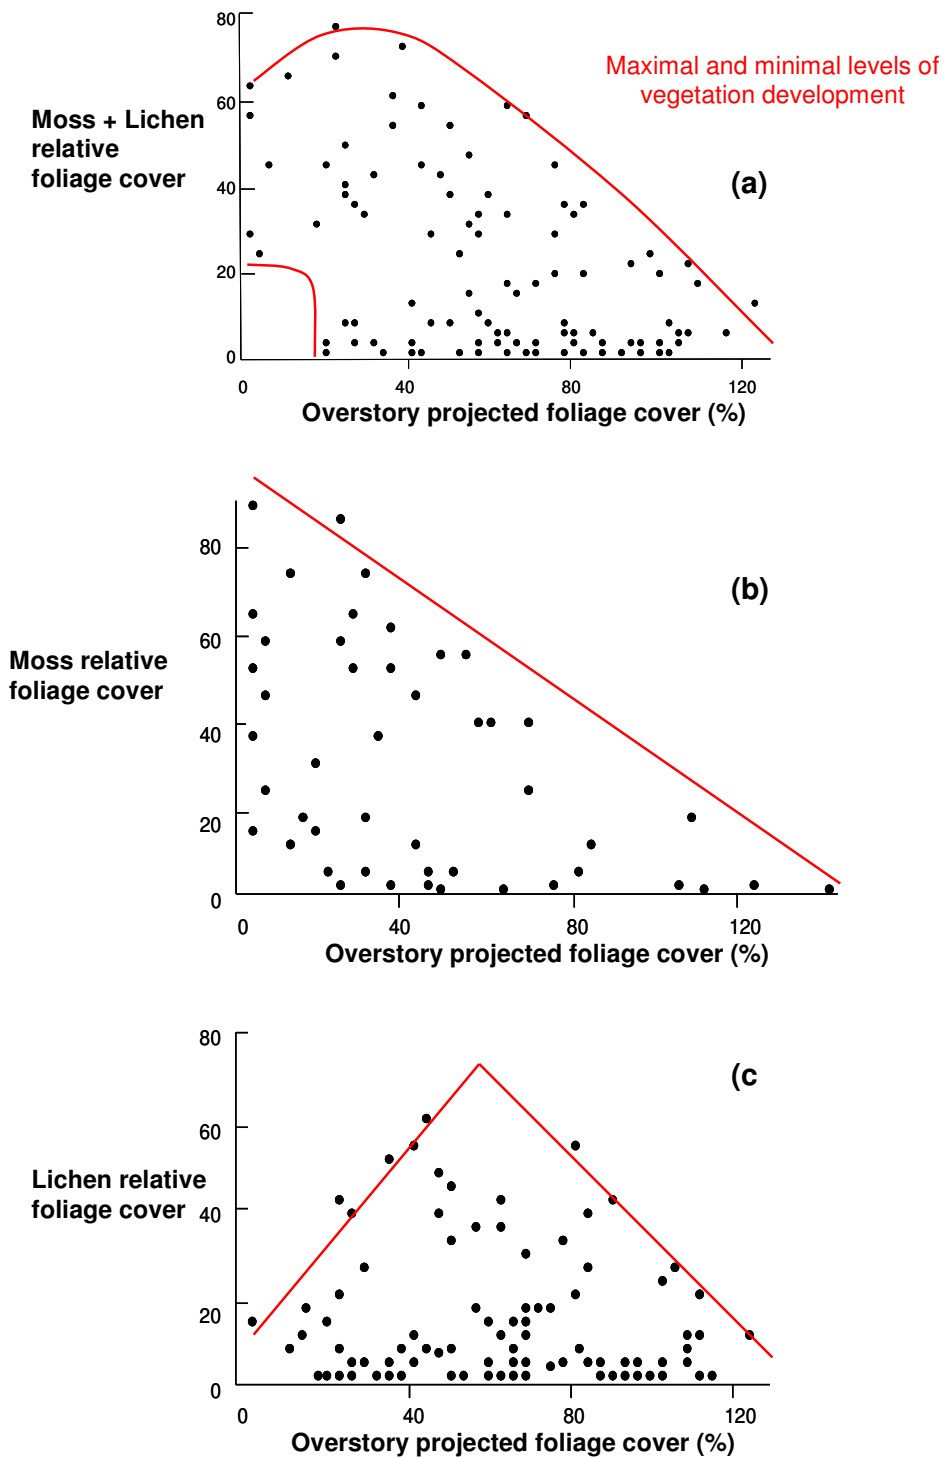 80
Maximal and minimal levels of
vegetation development
60
Moss + Lichen
relative
foliage cover
(a)
40
20
0
0 40 80 120
Overstory projected foliage cover (%)
80
(b)
60
Moss relative
foliage cover
40
20
0
0 40 80 120
Overstory projected foliage cover (%)
80
(c
60
Lichen relative
foliage cover
40
20
0
0 40 80 120
Overstory projected foliage cover (%)